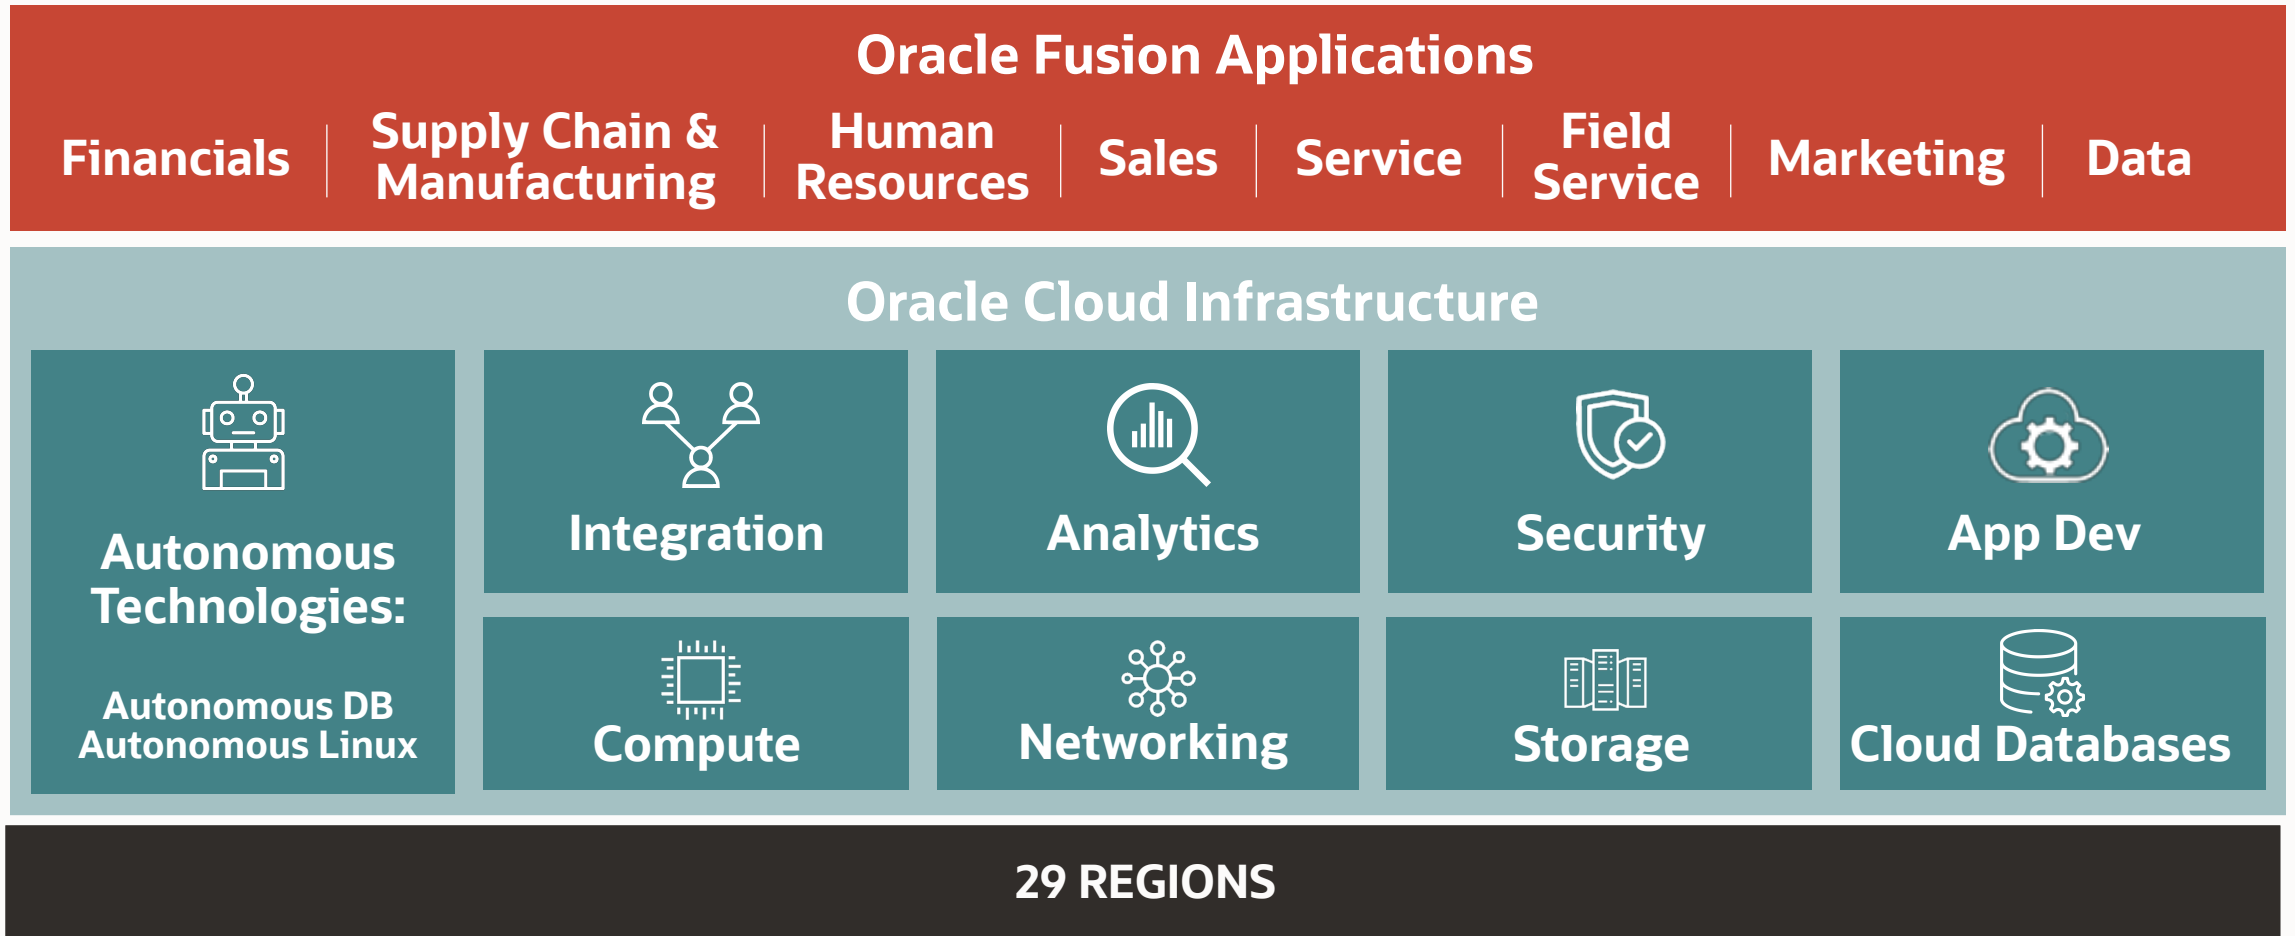 Oracle Fusion Applications
Financials
Supply Chain &
Manufacturing
Human
Resources
Sales
Service
Field
Service
Marketing
Data
Oracle Cloud Infrastructure
Autonomous
Technologies:
Autonomous DB
Autonomous Linux
Integration
Analytics
Security
App Dev
Compute
Networking
Storage
Cloud Databases
29 REGIONS